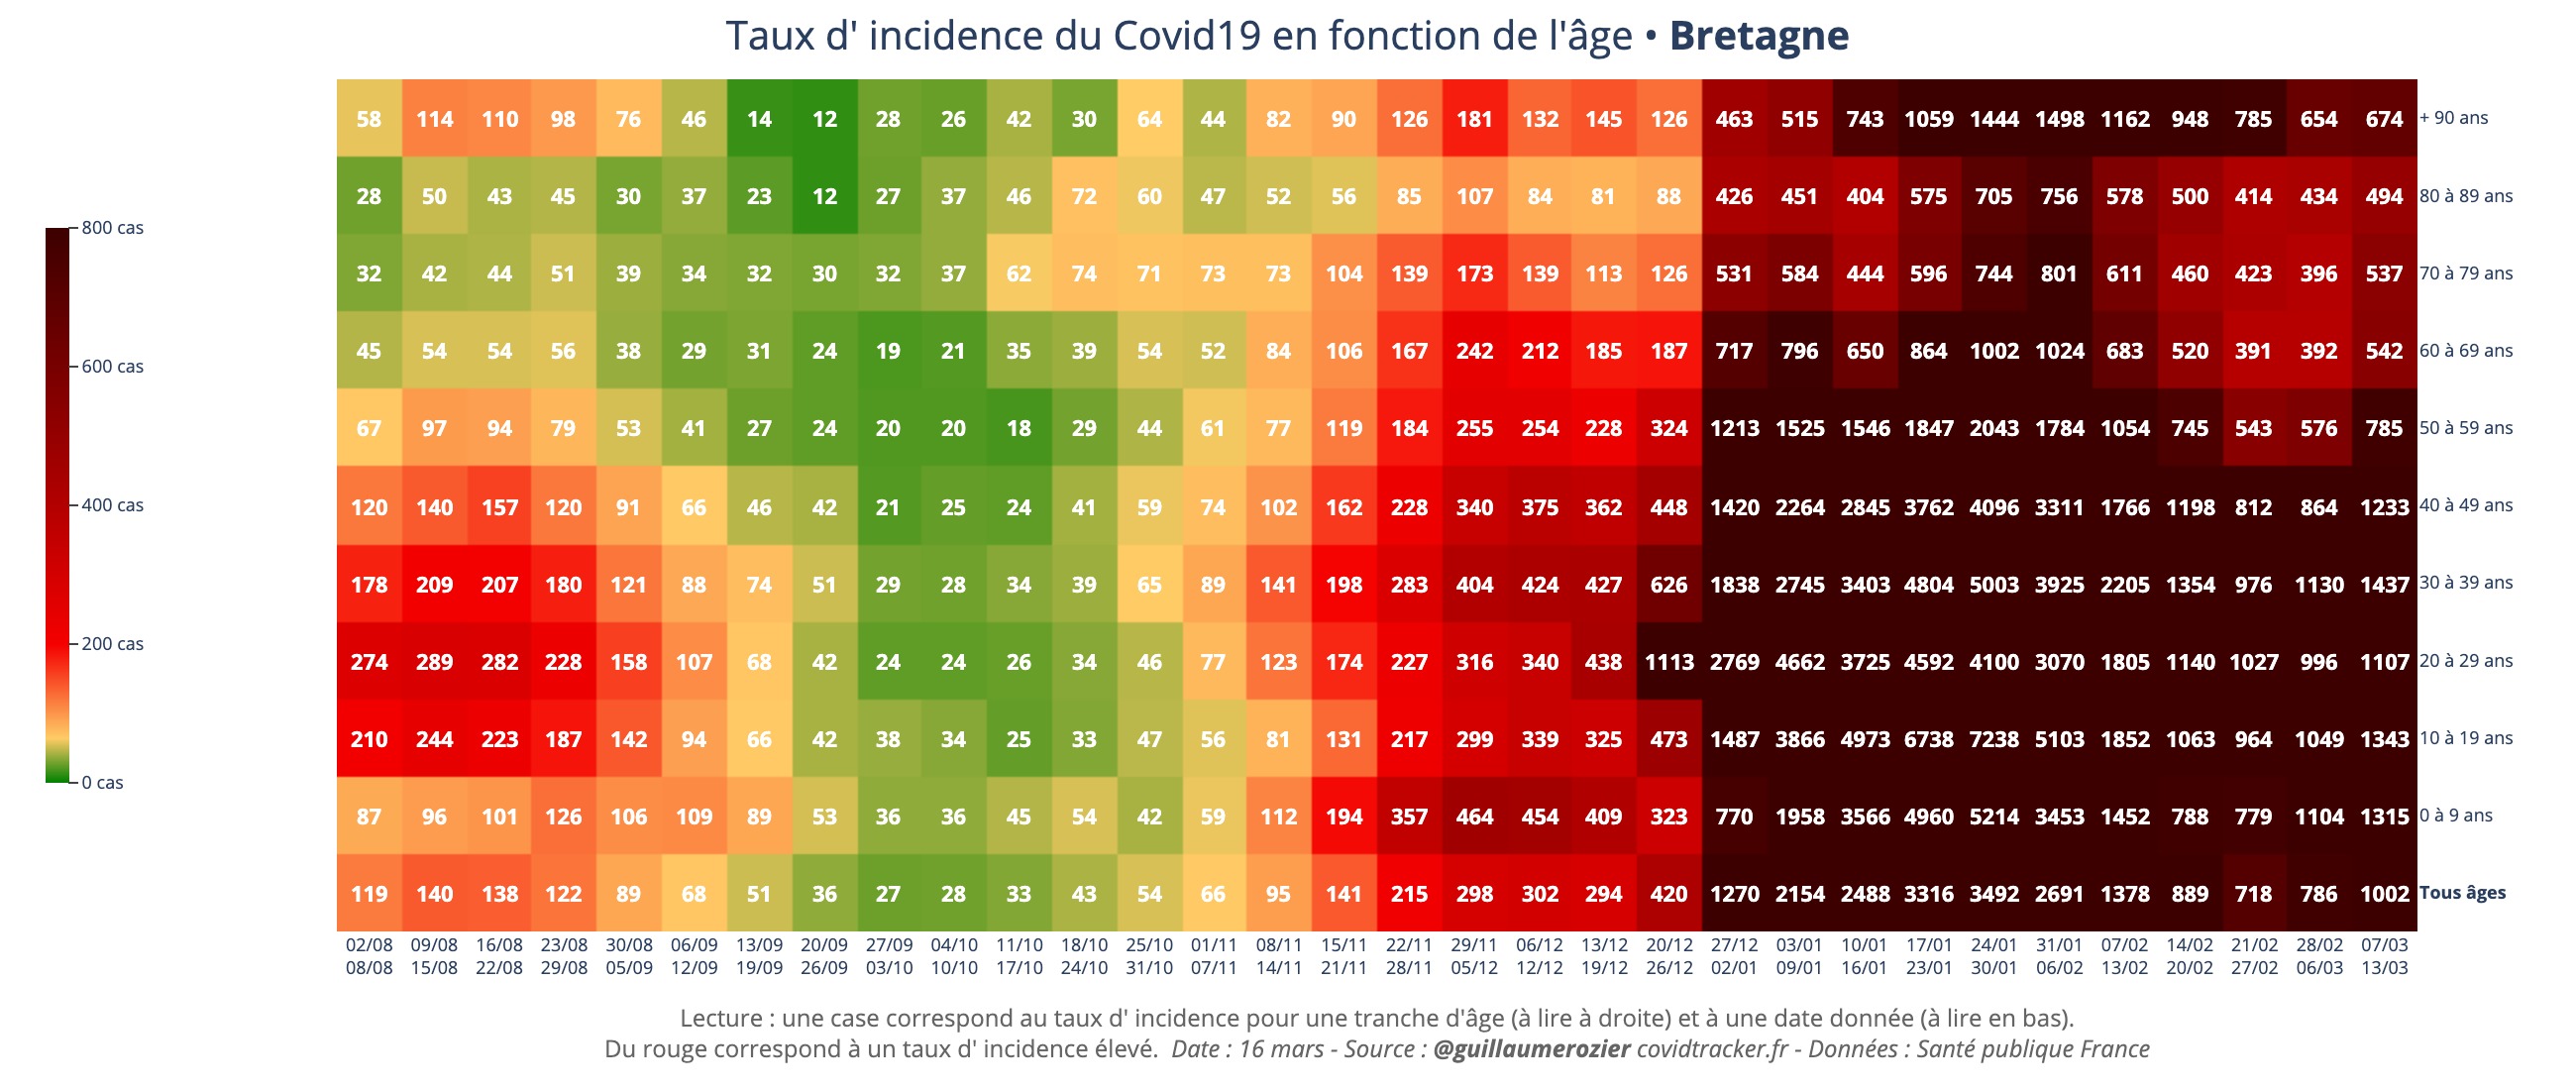 Taux d' incidence du Covid19 en fonction de l'âge • Bretagne
800 cas
600 cas
400 cas
200 cas
0 cas
58 114 110 98 76 46 14 12 28 26 42 30 64 44 82 90 126 181 132 145 126 463 515 743 1059 1444 1498 1162 948 785 654 674 + 90 ans
28 50 43 45 30 37 23 12 27 37 46 72 60 47 52 56 85 107 84 81 88 426 451 404 575 705 756 578 500 414 434 494 80 à 89 ans
32 42 44 51 39 34 32 30 32 37 62 74 71 73 73 104 139 173 139 113 126 531 584 444 596 744 801 611 460 423 396 537 70 à 79 ans
45 54 54 56 38 29 31 24 19 21 35 39 54 52 84 106 167 242 212 185 187 717 796 650 864 1002 1024 683 520 391 392 542 60 à 69 ans
67 97 94 79 53 41 27 24 20 20 18 29 44 61 77 119 184 255 254 228 324 1213 1525 1546 1847 2043 1784 1054 745 543 576 785 50 à 59 ans
120 140 157 120 91 66 46 42 21 25 24 41 59 74 102 162 228 340 375 362 448 1420 2264 2845 3762 4096 3311 1766 1198 812 864 1233 40 à 49 ans
178 209 207 180 121 88 74 51 29 28 34 39 65 89 141 198 283 404 424 427 626 1838 2745 3403 4804 5003 3925 2205 1354 976 1130 1437 30 à 39 ans
274 289 282 228 158 107 68 42 24 24 26 34 46 77 123 174 227 316 340 438 1113 2769 4662 3725 4592 4100 3070 1805 1140 1027 996 1107 20 à 29 ans
210 244 223 187 142 94 66 42 38 34 25 33 47 56 81 131 217 299 339 325 473 1487 3866 4973 6738 7238 5103 1852 1063 964 1049 1343 10 à 19 ans
87 96 101 126 106 109 89 53 36 36 45 54 42 59 112 194 357 464 454 409 323 770 1958 3566 4960 5214 3453 1452 788 779 1104 1315 0 à 9 ans
119 140 138 122 89 68 51 36 27 28 33 43 54 66 95 141 215 298 302 294 420 1270 2154 2488 3316 3492 2691 1378 889 718 786 1002 Tous âges
02/08 09/08 16/08 23/08 30/08 06/09 13/09 20/09 27/09 04/10 11/10 18/10 25/10 01/11 08/11 15/11 22/11 29/11 06/12 13/12 20/12 27/12 03/01 10/01 17/01 24/01 31/01 07/02 14/02 21/02 28/02 07/03
08/08 15/08 22/08 29/08 05/09 12/09 19/09 26/09 03/10 10/10 17/10 24/10 31/10 07/11 14/11 21/11 28/11 05/12 12/12 19/12 26/12 02/01 09/01 16/01 23/01 30/01 06/02 13/02 20/02 27/02 06/03 13/03
Lecture : une case correspond au taux d' incidence pour une tranche d'âge (à lire à droite) et à une date donnée (à lire en bas).
Du rouge correspond à un taux d' incidence élevé. Date : 16 mars - Source : @guillaumerozier covidtracker.fr - Données : Santé publique France